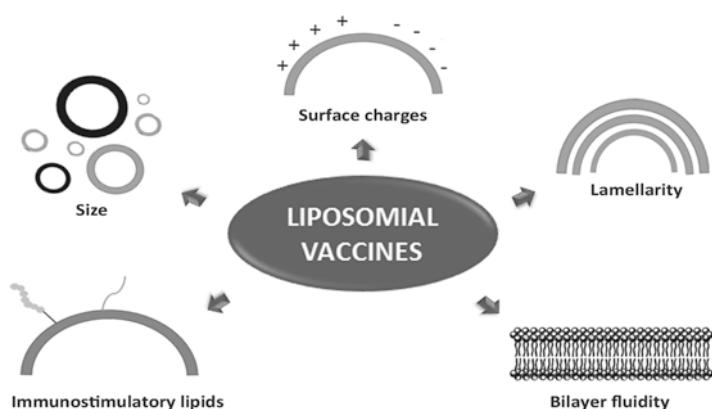 + + + + - - - -
Surface charges
Size
Lamellarity
LIPOSOMIAL
VACCINES
Immunostimulatory lipids
Bilayer fluidity